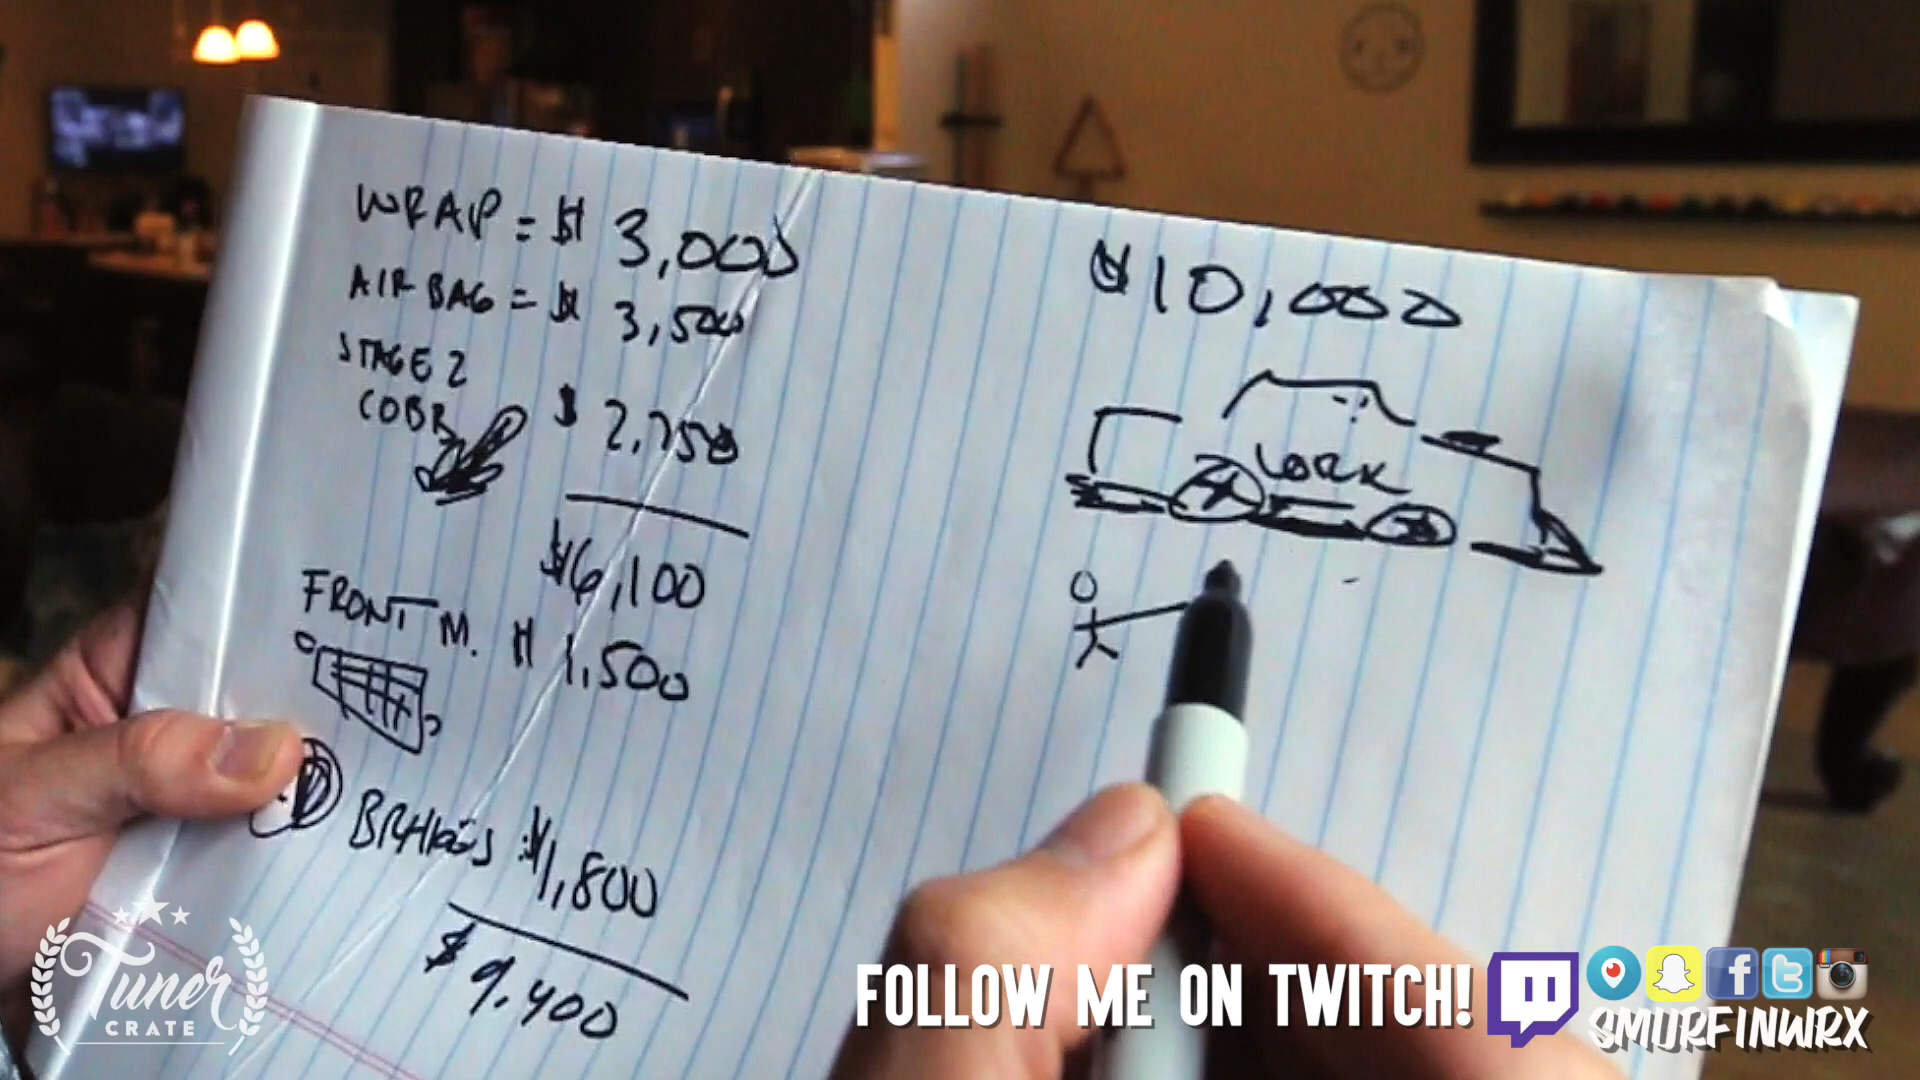 WRAP = $ 3,000
AIR BAG = $ 3,500
STAGE 2
COBR $ 2,750
$6,100
FRONT M. $ 1,500
BRAKES $1,800
$9,400
$10,000
WORK
Tuner
CRATE
FOLLOW ME ON TWITCH!
SMURFINWRX